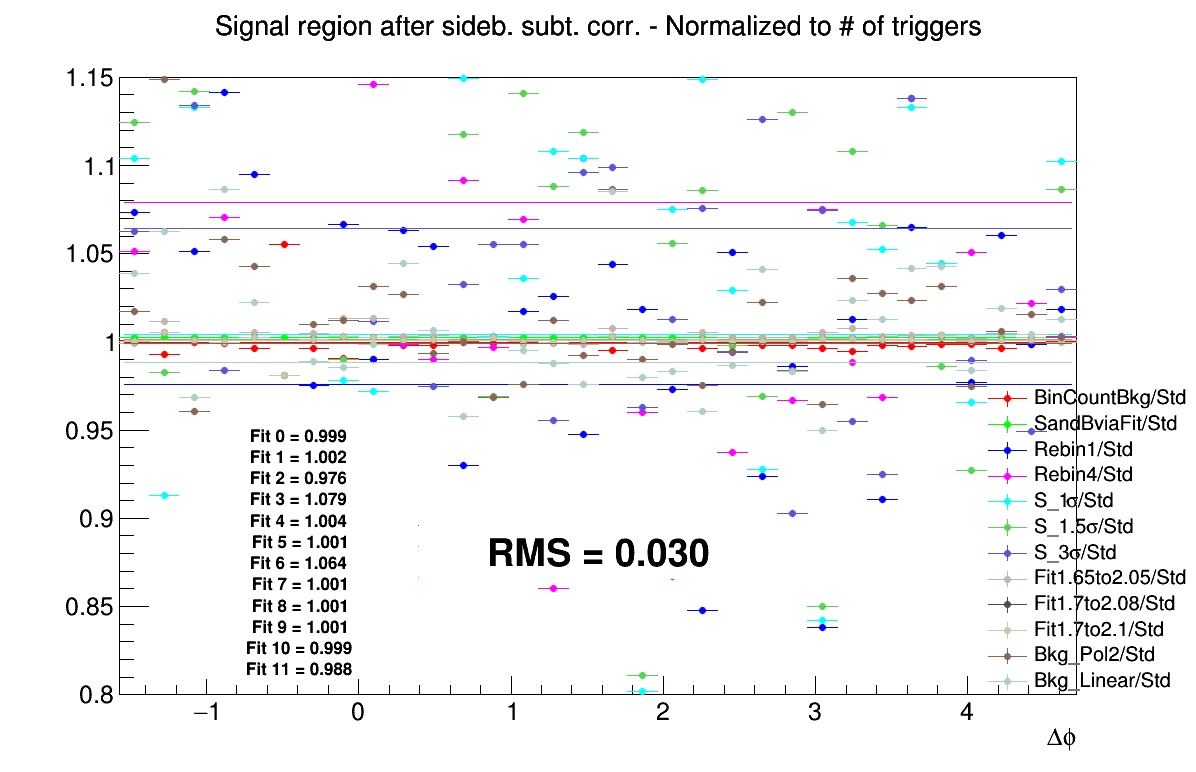 Signal region after sideb. subt. corr. - Normalized to # of triggers
1.15
1.1
1.05
1
0.95
0.9
0.85
0.8
−1
0
1
2
3
4
Δϕ
Fit 0 = 0.999
Fit 1 = 1.002
Fit 2 = 0.976
Fit 3 = 1.079
Fit 4 = 1.004
Fit 5 = 1.001
Fit 6 = 1.064
Fit 7 = 1.001
Fit 8 = 1.001
Fit 9 = 1.001
Fit 10 = 0.999
Fit 11 = 0.988
RMS = 0.030
BinCountBkg/Std
SandBviaFit/Std
Rebin1/Std
Rebin4/Std
S_1σ/Std
S_1.5σ/Std
S_3σ/Std
Fit1.65to2.05/Std
Fit1.7to2.08/Std
Fit1.7to2.1/Std
Bkg_Pol2/Std
Bkg_Linear/Std